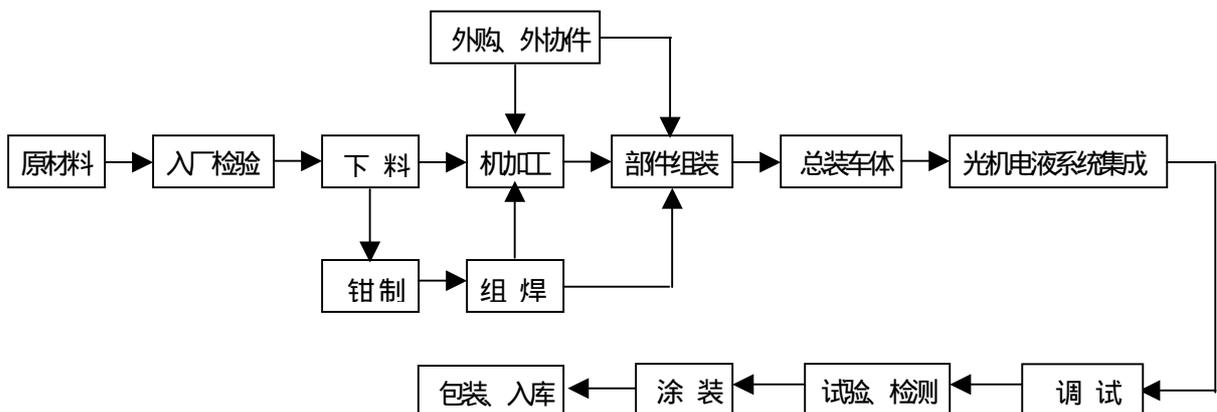 外购、外协件
原材料
入厂检验
下 料
机加工
部件组装
总装车体
光机电液系统集成
钳制
组 焊
包装、入库
涂 装
试验、检测
调 试